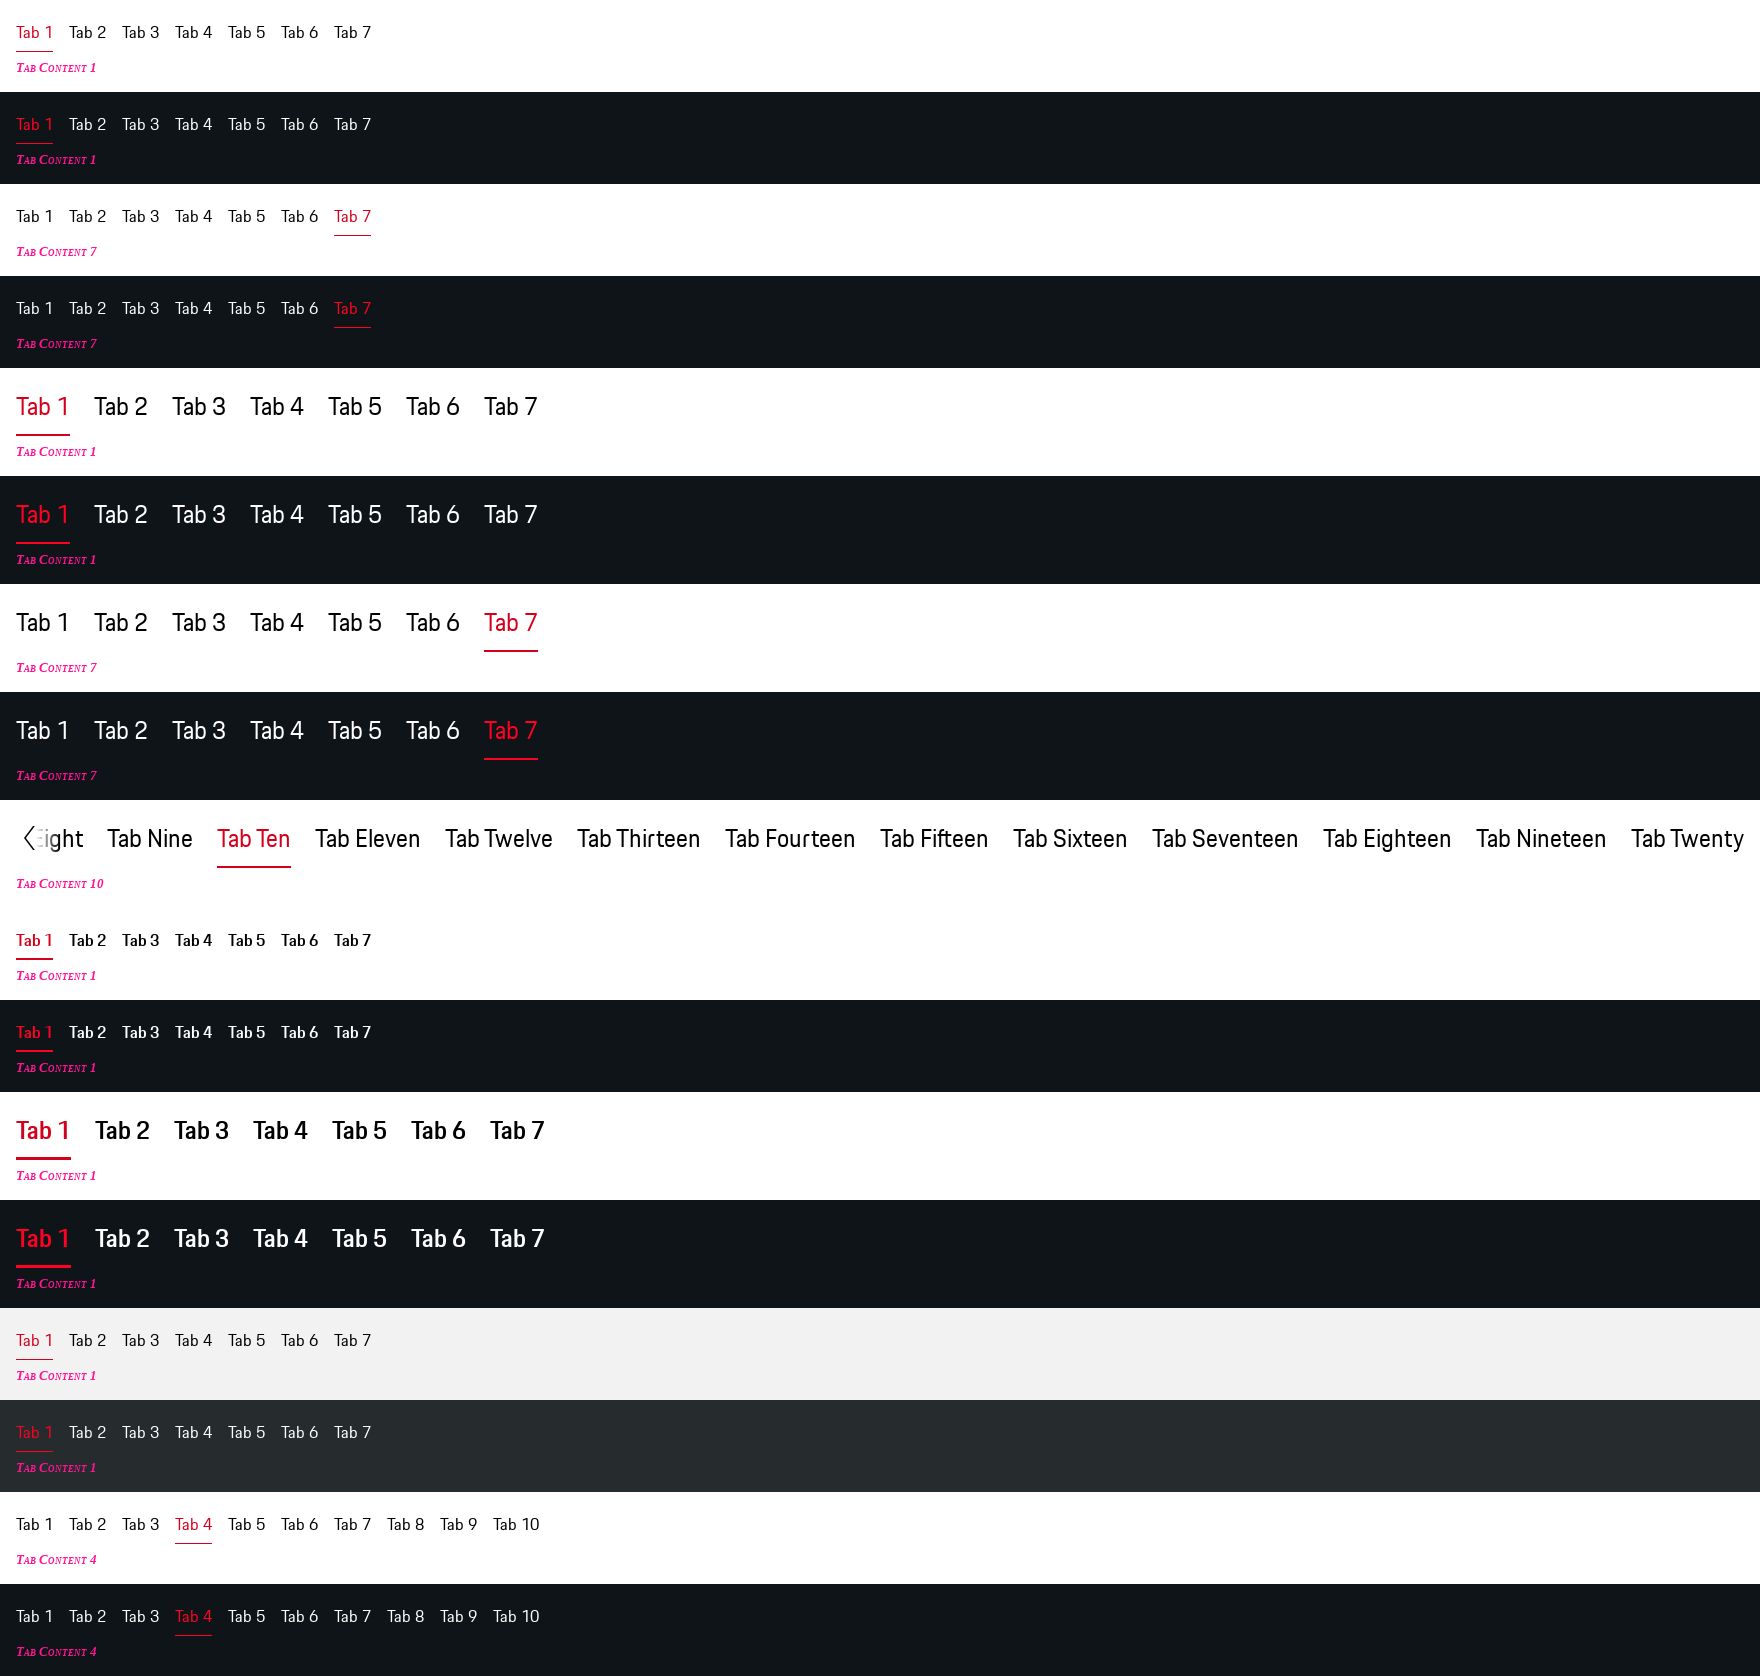 Tab 1 Tab 2 Tab 3 Tab 4 Tab 5 Tab 6 Tab 7
Tab Content 1
Tab 1 Tab 2 Tab 3 Tab 4 Tab 5 Tab 6 Tab 7
Tab Content 1
Tab 1 Tab 2 Tab 3 Tab 4 Tab 5 Tab 6 Tab 7
Tab Content 7
Tab 1 Tab 2 Tab 3 Tab 4 Tab 5 Tab 6 Tab 7
Tab Content 7
Tab 1 Tab 2 Tab 3 Tab 4 Tab 5 Tab 6 Tab 7
Tab Content 1
Tab 1 Tab 2 Tab 3 Tab 4 Tab 5 Tab 6 Tab 7
Tab Content 1
Tab 1 Tab 2 Tab 3 Tab 4 Tab 5 Tab 6 Tab 7
Tab Content 7
Tab 1 Tab 2 Tab 3 Tab 4 Tab 5 Tab 6 Tab 7
Tab Content 7
Eight Tab Nine Tab Ten Tab Eleven Tab Twelve Tab Thirteen Tab Fourteen Tab Fifteen Tab Sixteen Tab Seventeen Tab Eighteen Tab Nineteen Tab Twenty
Tab Content 10
Tab 1 Tab 2 Tab 3 Tab 4 Tab 5 Tab 6 Tab 7
Tab Content 1
Tab 1 Tab 2 Tab 3 Tab 4 Tab 5 Tab 6 Tab 7
Tab Content 1
Tab 1 Tab 2 Tab 3 Tab 4 Tab 5 Tab 6 Tab 7
Tab Content 1
Tab 1 Tab 2 Tab 3 Tab 4 Tab 5 Tab 6 Tab 7
Tab Content 1
Tab 1 Tab 2 Tab 3 Tab 4 Tab 5 Tab 6 Tab 7
Tab Content 1
Tab 1 Tab 2 Tab 3 Tab 4 Tab 5 Tab 6 Tab 7
Tab Content 1
Tab 1 Tab 2 Tab 3 Tab 4 Tab 5 Tab 6 Tab 7 Tab 8 Tab 9 Tab 10
Tab Content 4
Tab 1 Tab 2 Tab 3 Tab 4 Tab 5 Tab 6 Tab 7 Tab 8 Tab 9 Tab 10
Tab Content 4